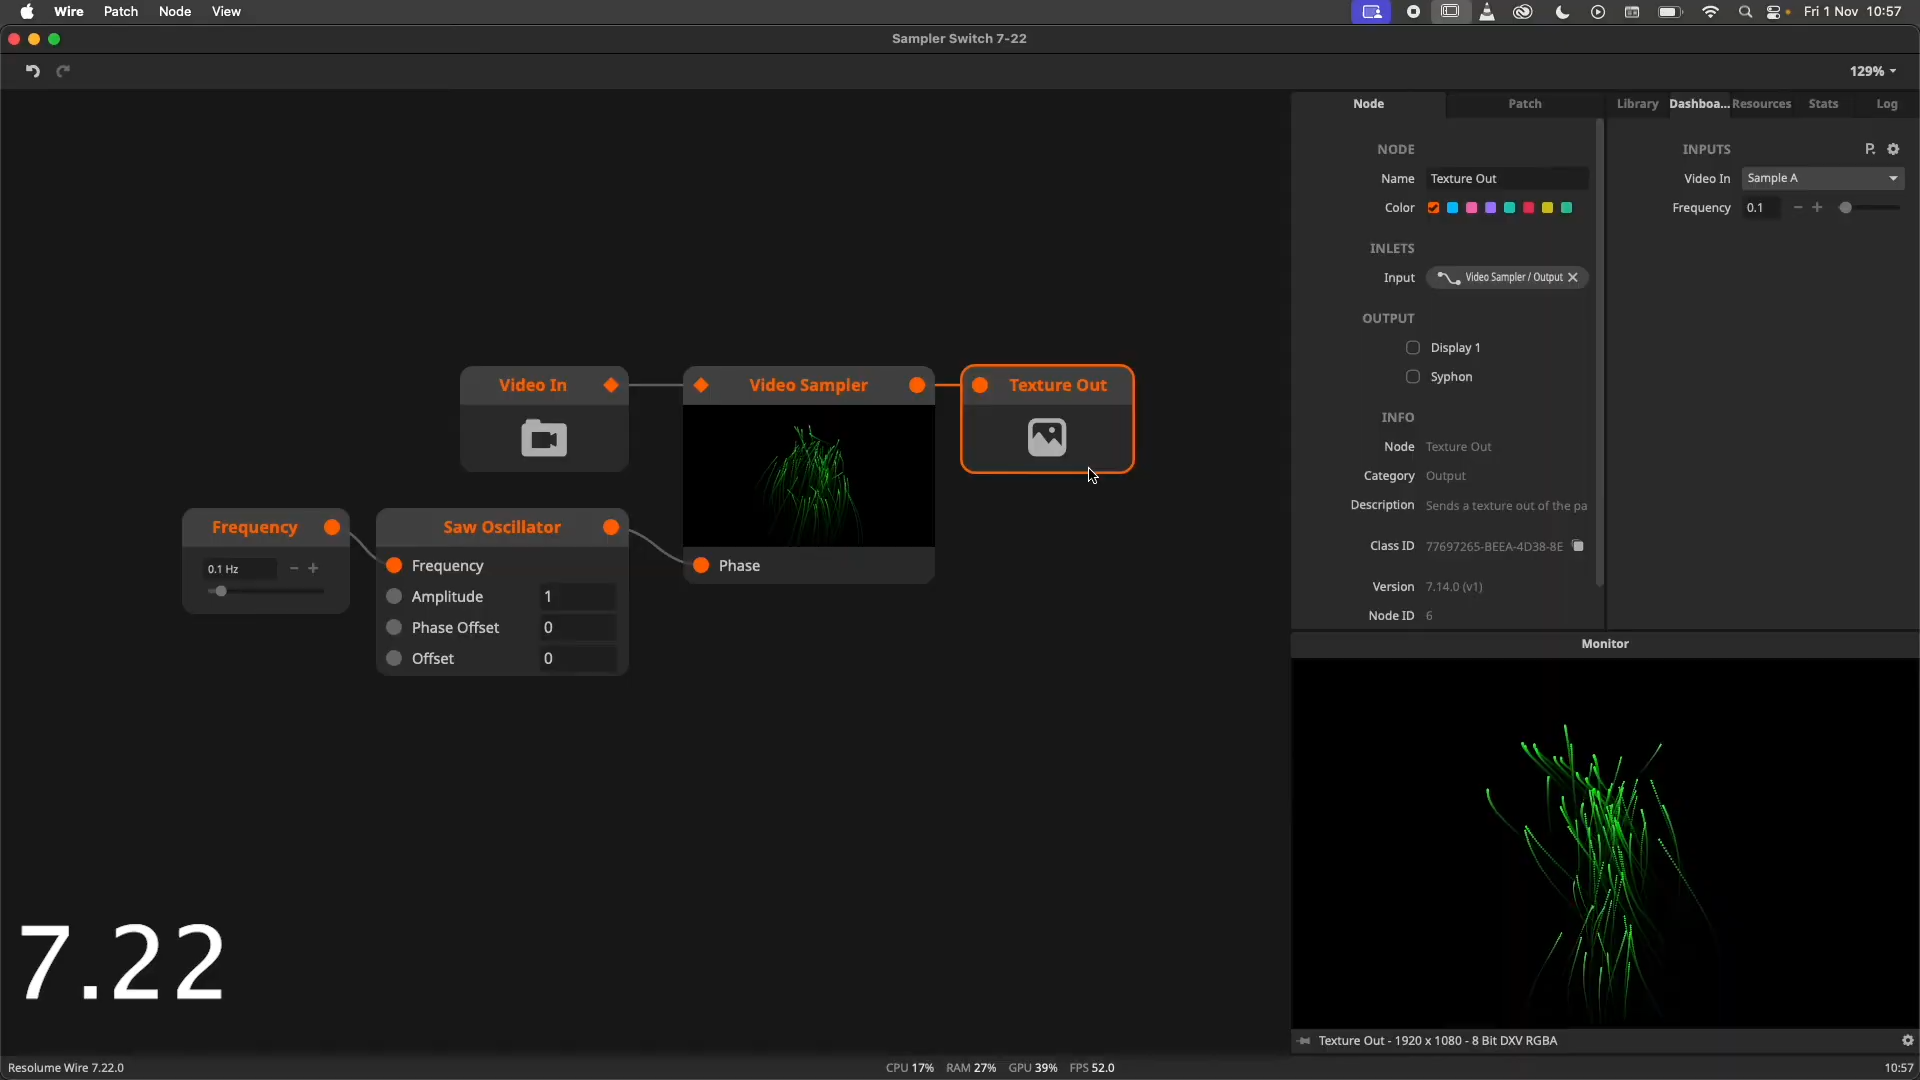 Wire Patch Node View
Fri 1 Nov 10:57
Sampler Switch 7-22
129%
Node Patch
Library Dashboa... Resources Stats Log
NODE
Name Texture Out
Color
INLETS
Input Video Sampler / Output
OUTPUT
Display 1
Syphon
INFO
Node Texture Out
Category Output
Description Sends a texture out of the pa
Class ID 77697265-BEEA-4D38-8E
Version 7.14.0 (v1)
Node ID 6
INPUTS P.
Video In Sample A
Frequency 0.1 − +
Video In
Video Sampler
Phase
Texture Out
Frequency
0.1 Hz − +
Saw Oscillator
Frequency
Amplitude 1
Phase Offset 0
Offset 0
Monitor
Texture Out - 1920 x 1080 - 8 Bit DXV RGBA
7.22
Resolume Wire 7.22.0
CPU 17% RAM 27% GPU 39% FPS 52.0
10:57